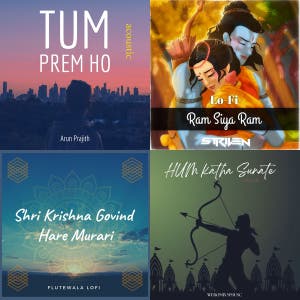 TUM
PREM HO
acoustic
Arun Prajith
Lo-Fi
Ram Siya Ram
STRIVEN
Shri Krishna Govind
Hare Murari
FLUTEWALA LOFI
HUM Katha Sunate